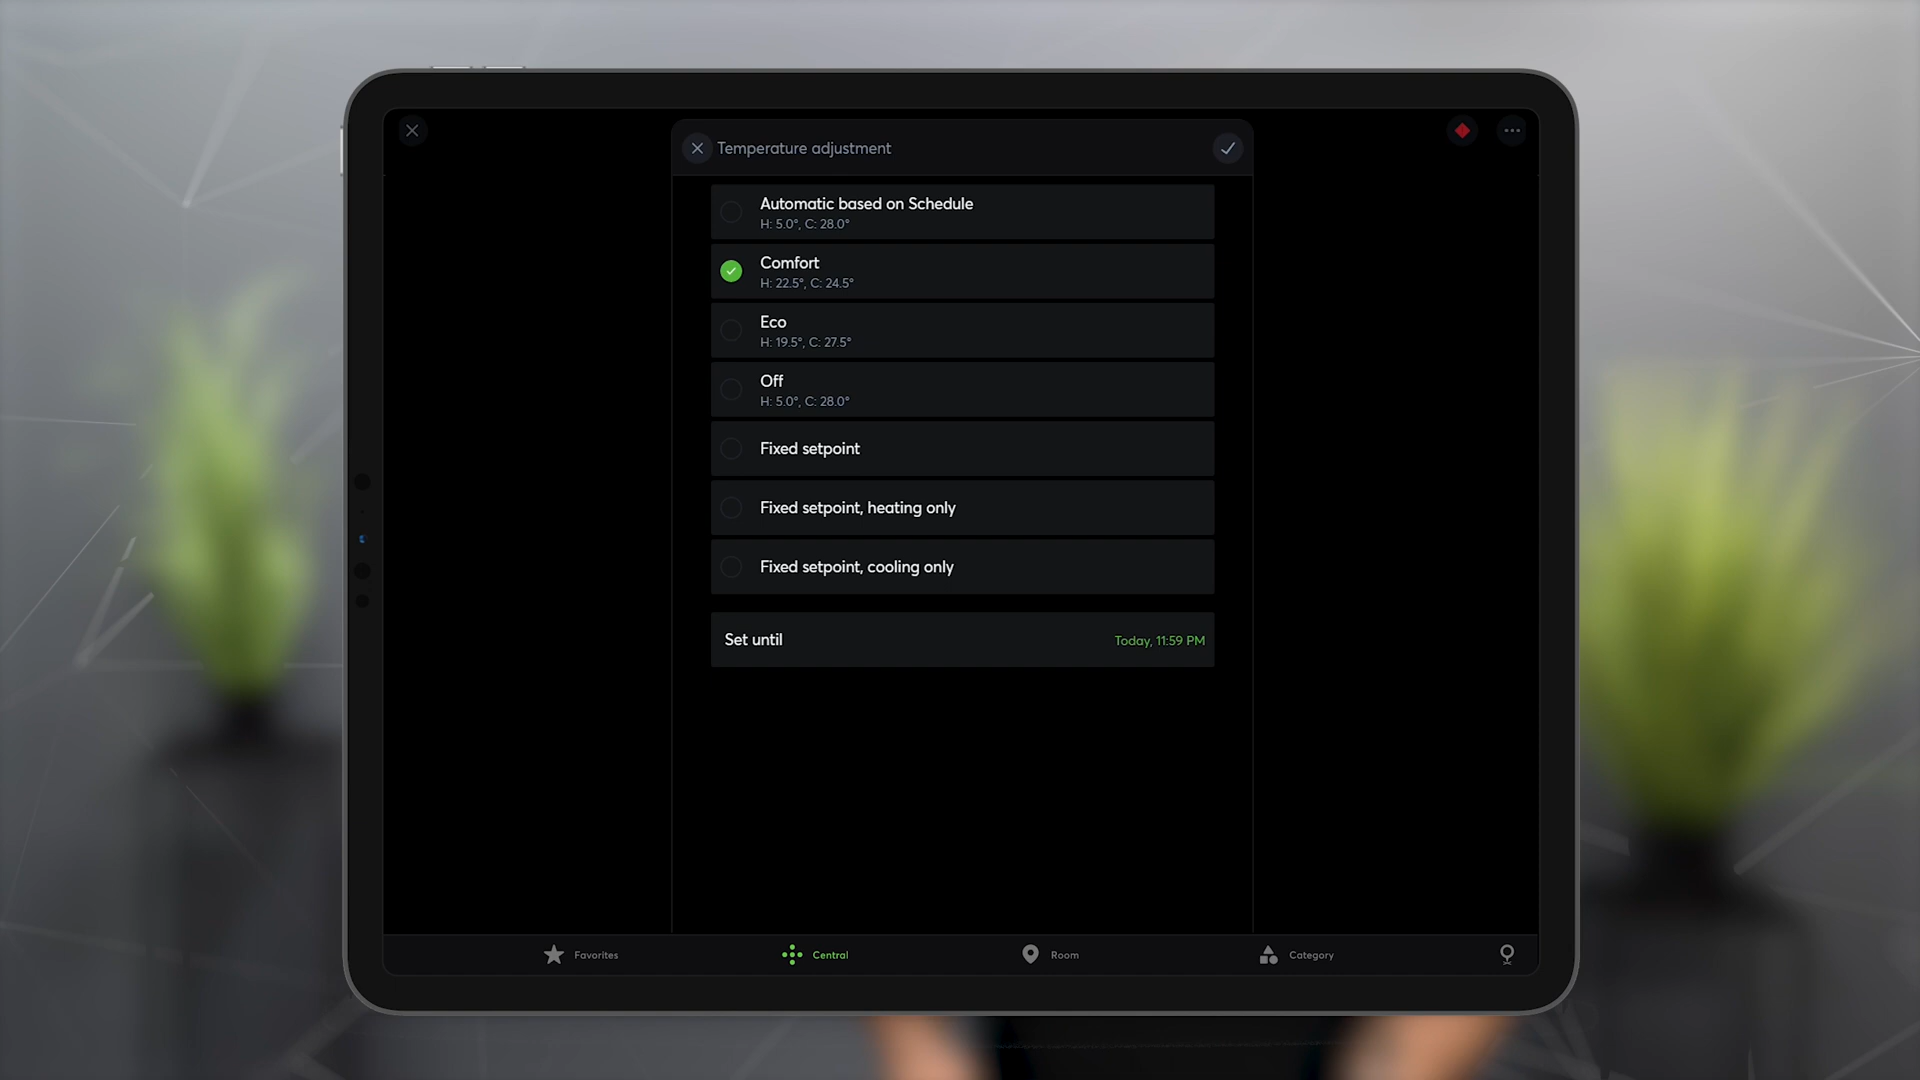 Temperature adjustment
Automatic based on Schedule
H: 5.0°, C: 28.0°
Comfort
H: 22.5°, C: 24.5°
Eco
H: 19.5°, C: 27.5°
Off
H: 5.0°, C: 28.0°
Fixed setpoint
Fixed setpoint, heating only
Fixed setpoint, cooling only
Set until Today, 11:59 PM
Favorites Central Room Category